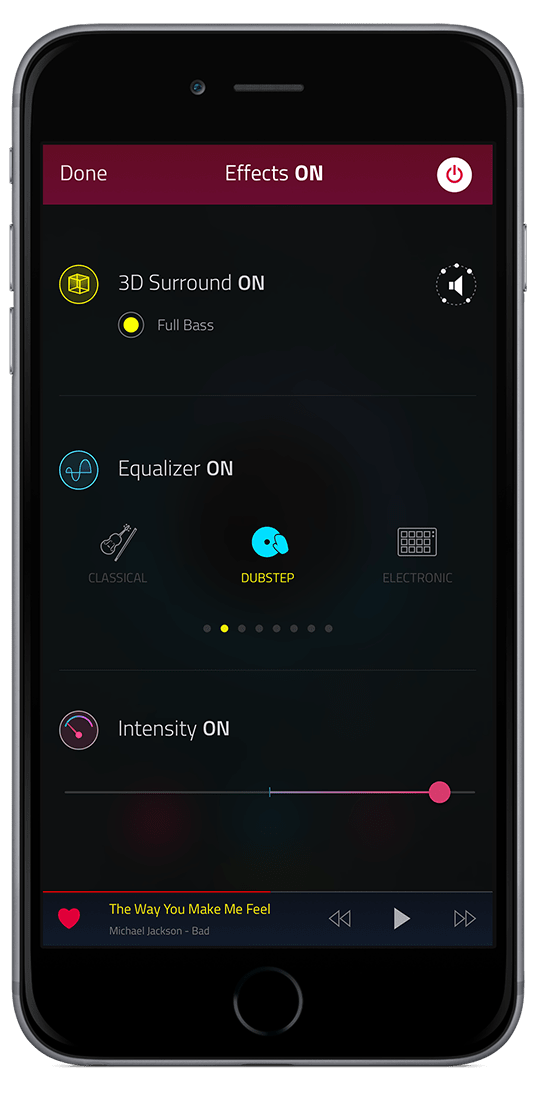 Done
Effects ON
3D Surround ON
Full Bass
Equalizer ON
CLASSICAL
DUBSTEP
ELECTRONIC
Intensity ON
The Way You Make Me Feel
Michael Jackson - Bad